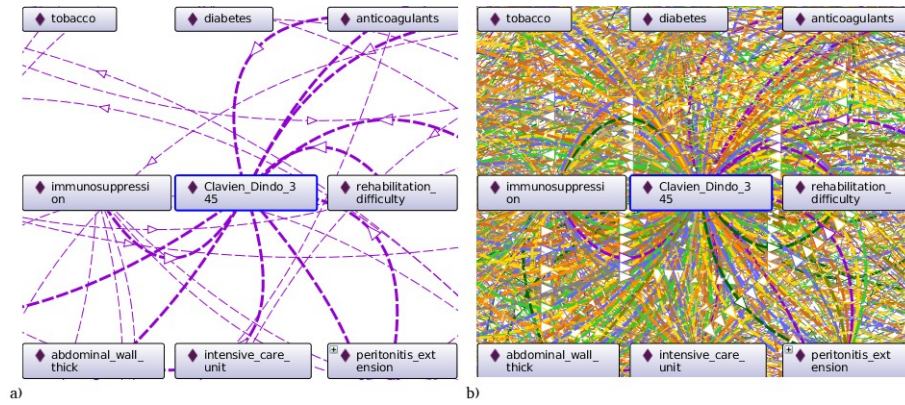 tobacco
diabetes
anticoagulants
immunosuppressi
on
Clavien_Dindo_3
45
rehabilitation_
difficulty
abdominal_wall_
thick
intensive_care_
unit
peritonitis_ext
ension
a)
tobacco
diabetes
anticoagulants
immunosuppressi
on
Clavien_Dindo_3
45
rehabilitation_
difficulty
abdominal_wall_
thick
intensive_care_
unit
peritonitis_ext
ension
b)